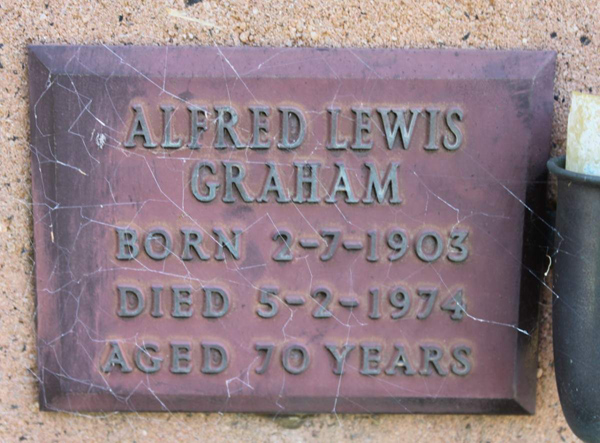 ALFRED LEWIS
GRAHAM
BORN 2-7-1903
DIED 5-2-1974
AGED 70 YEARS